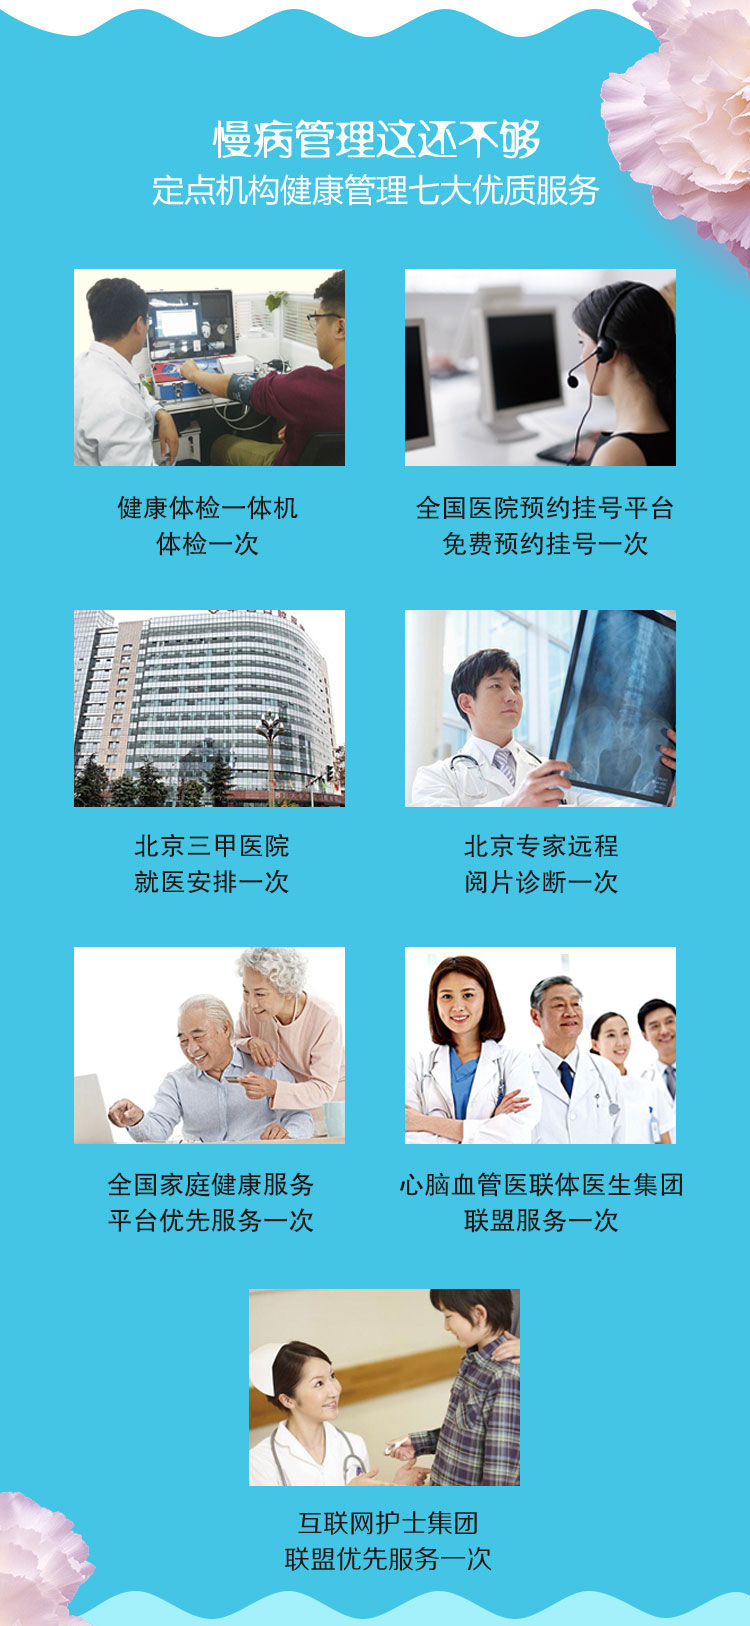 慢病管理这还不够
定点机构健康管理七大优质服务
健康体检一体机
体检一次
全国医院预约挂号平台
免费预约挂号一次
北京三甲医院
就医安排一次
北京专家远程
阅片诊断一次
全国家庭健康服务
平台优先服务一次
心脑血管医联体医生集团
联盟服务一次
互联网护士集团
联盟优先服务一次